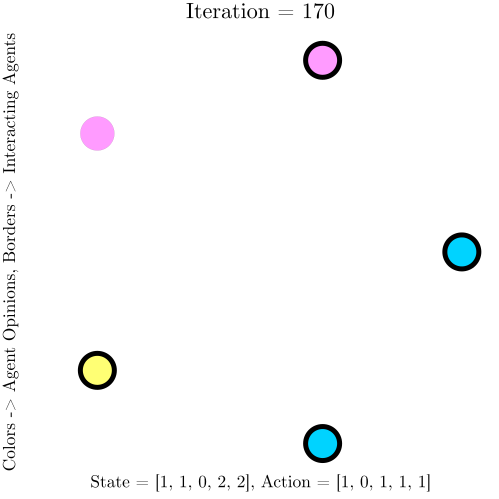 Iteration = 170
Colors -> Agent Opinions, Borders -> Interacting Agents
State = [1, 1, 0, 2, 2], Action = [1, 0, 1, 1, 1]